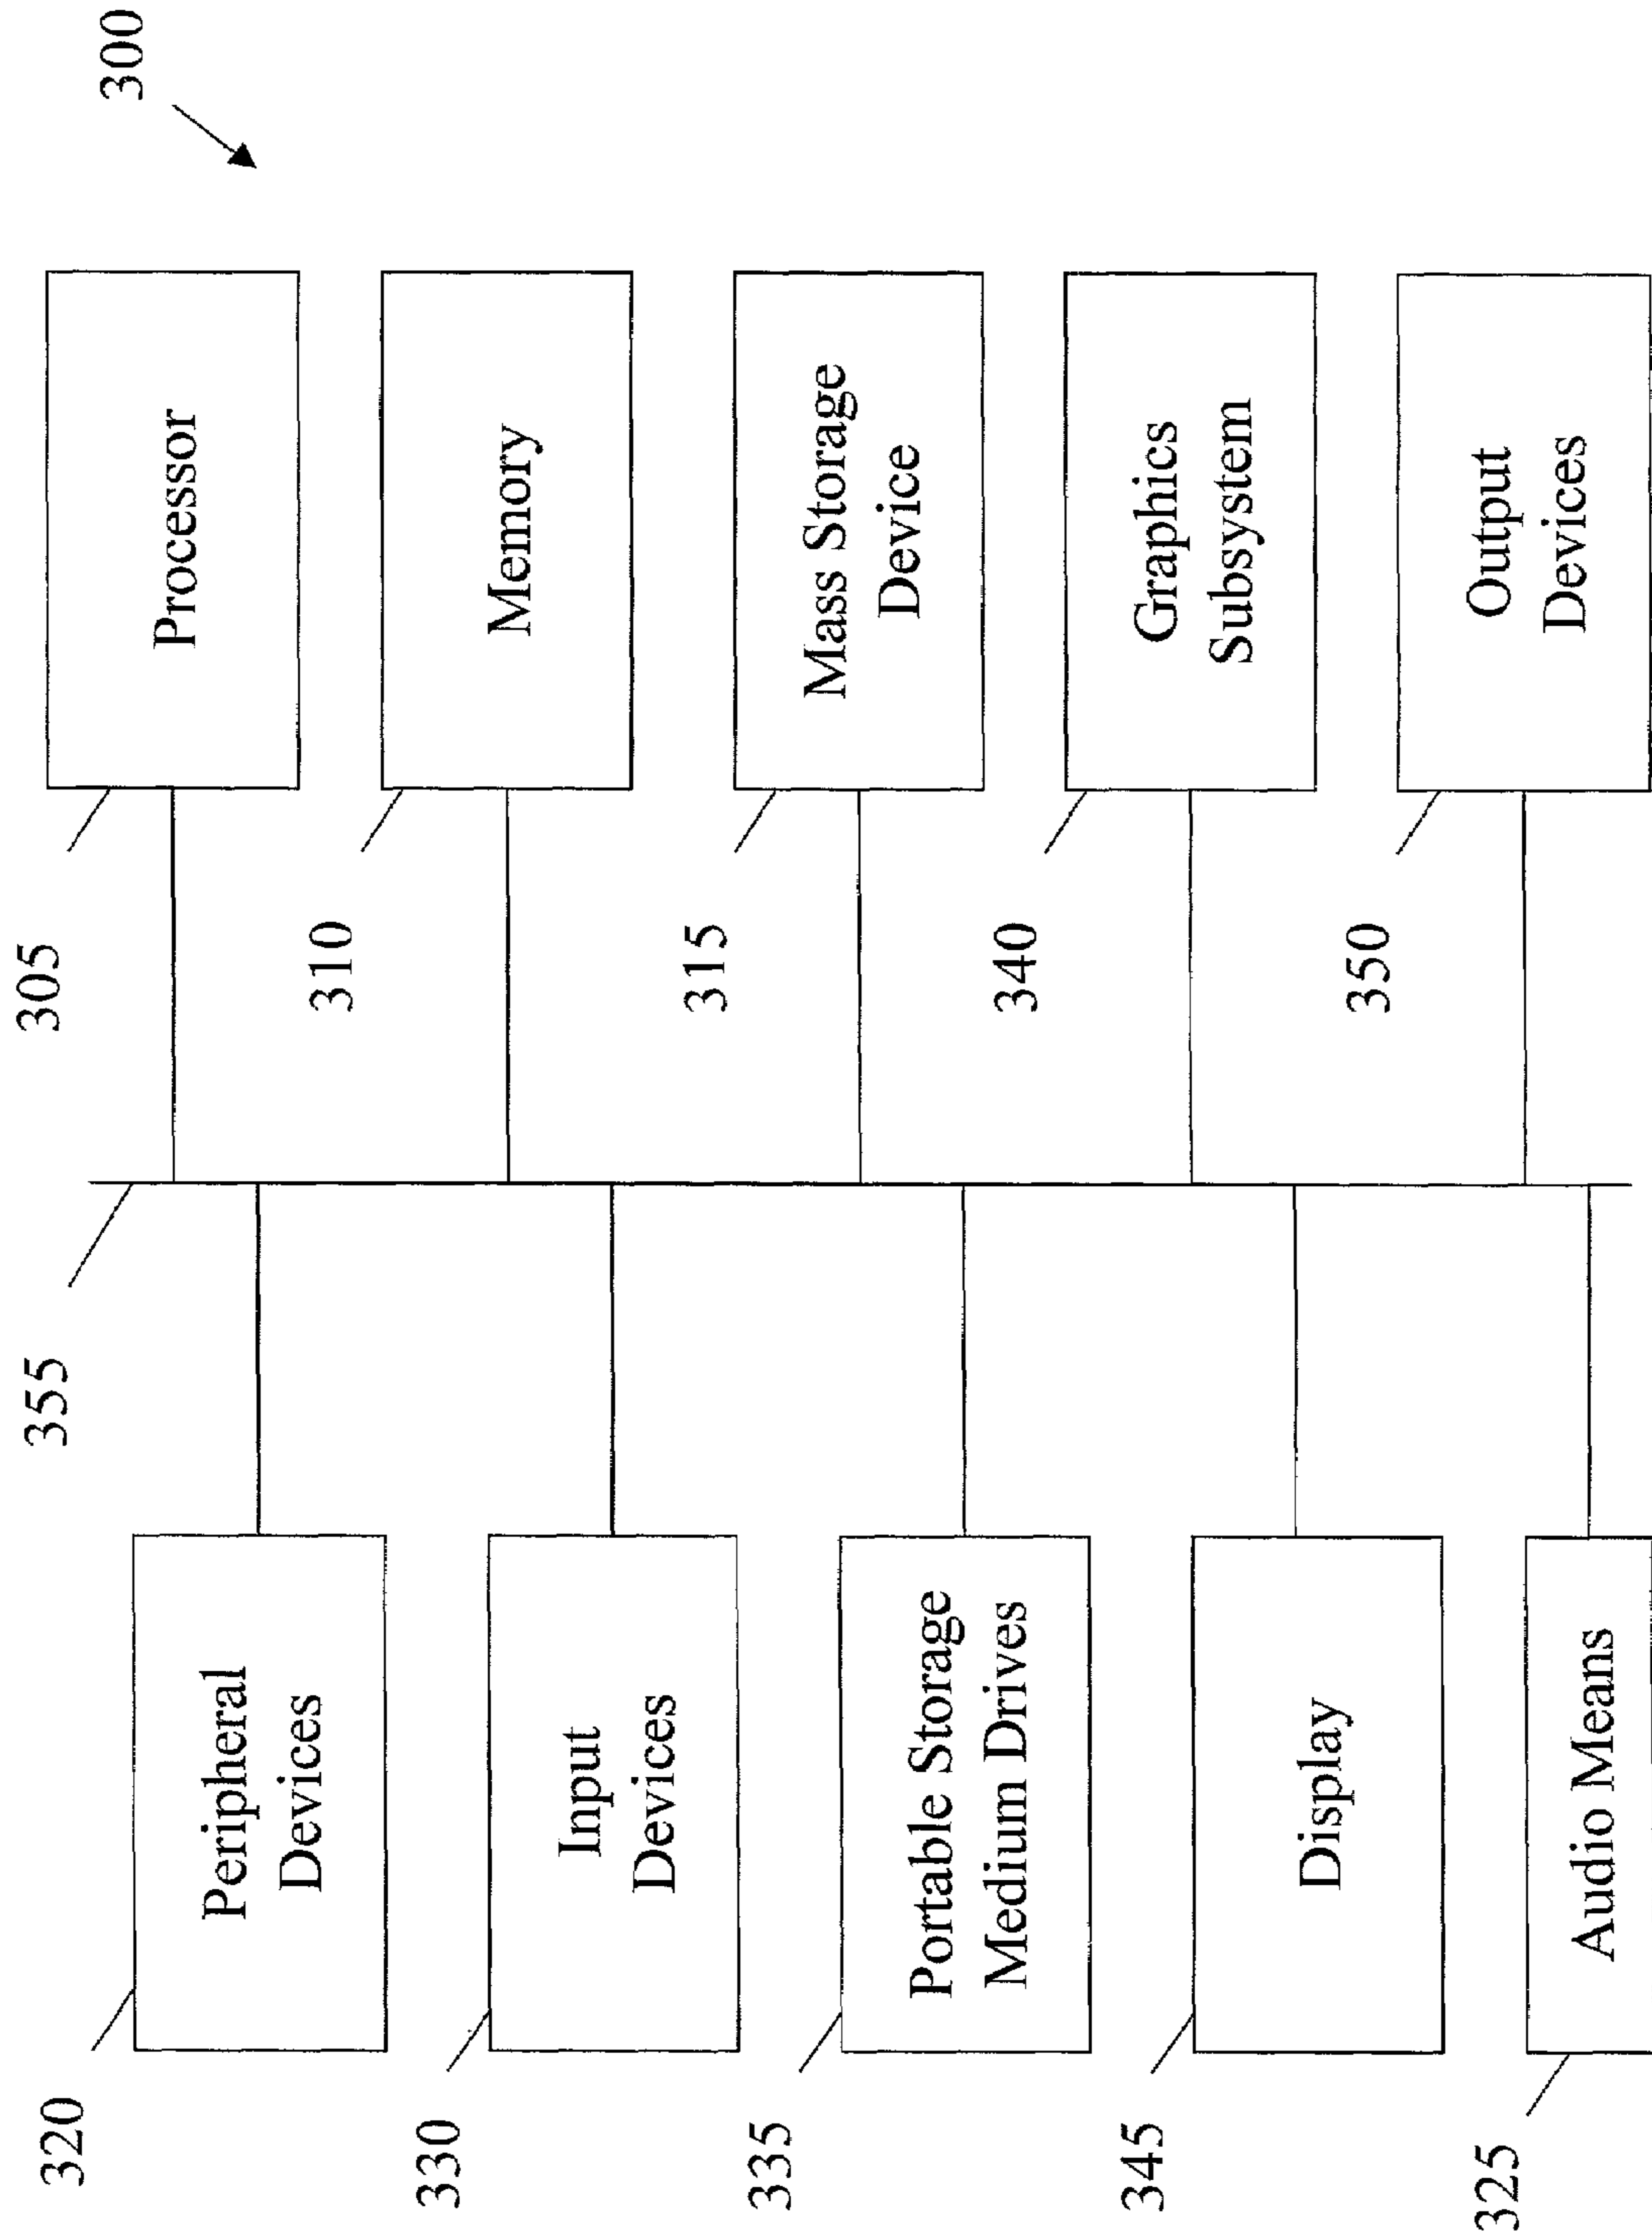 320
355
305
300
Peripheral
Devices
Processor
330
310
Input
Devices
Memory
335
315
Portable Storage
Medium Drives
Mass Storage
Device
345
340
Display
Graphics
Subsystem
325
350
Audio Means
Output
Devices